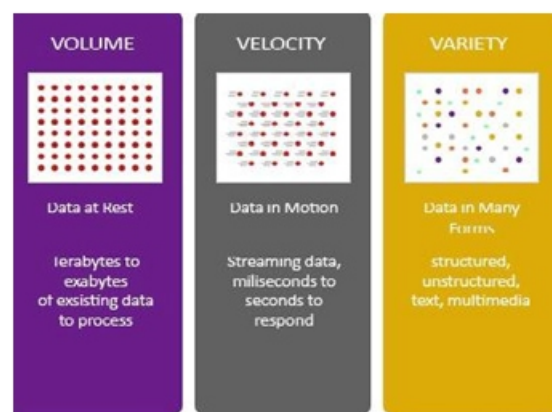 VOLUME
Data at Rest
Terabytes to
exabytes
of exsisting data
to process
VELOCITY
Data in Motion
Streaming data,
miliseconds to
seconds to
respond
VARIETY
Data in Many
Forms
structured,
unstructured,
text, multimedia